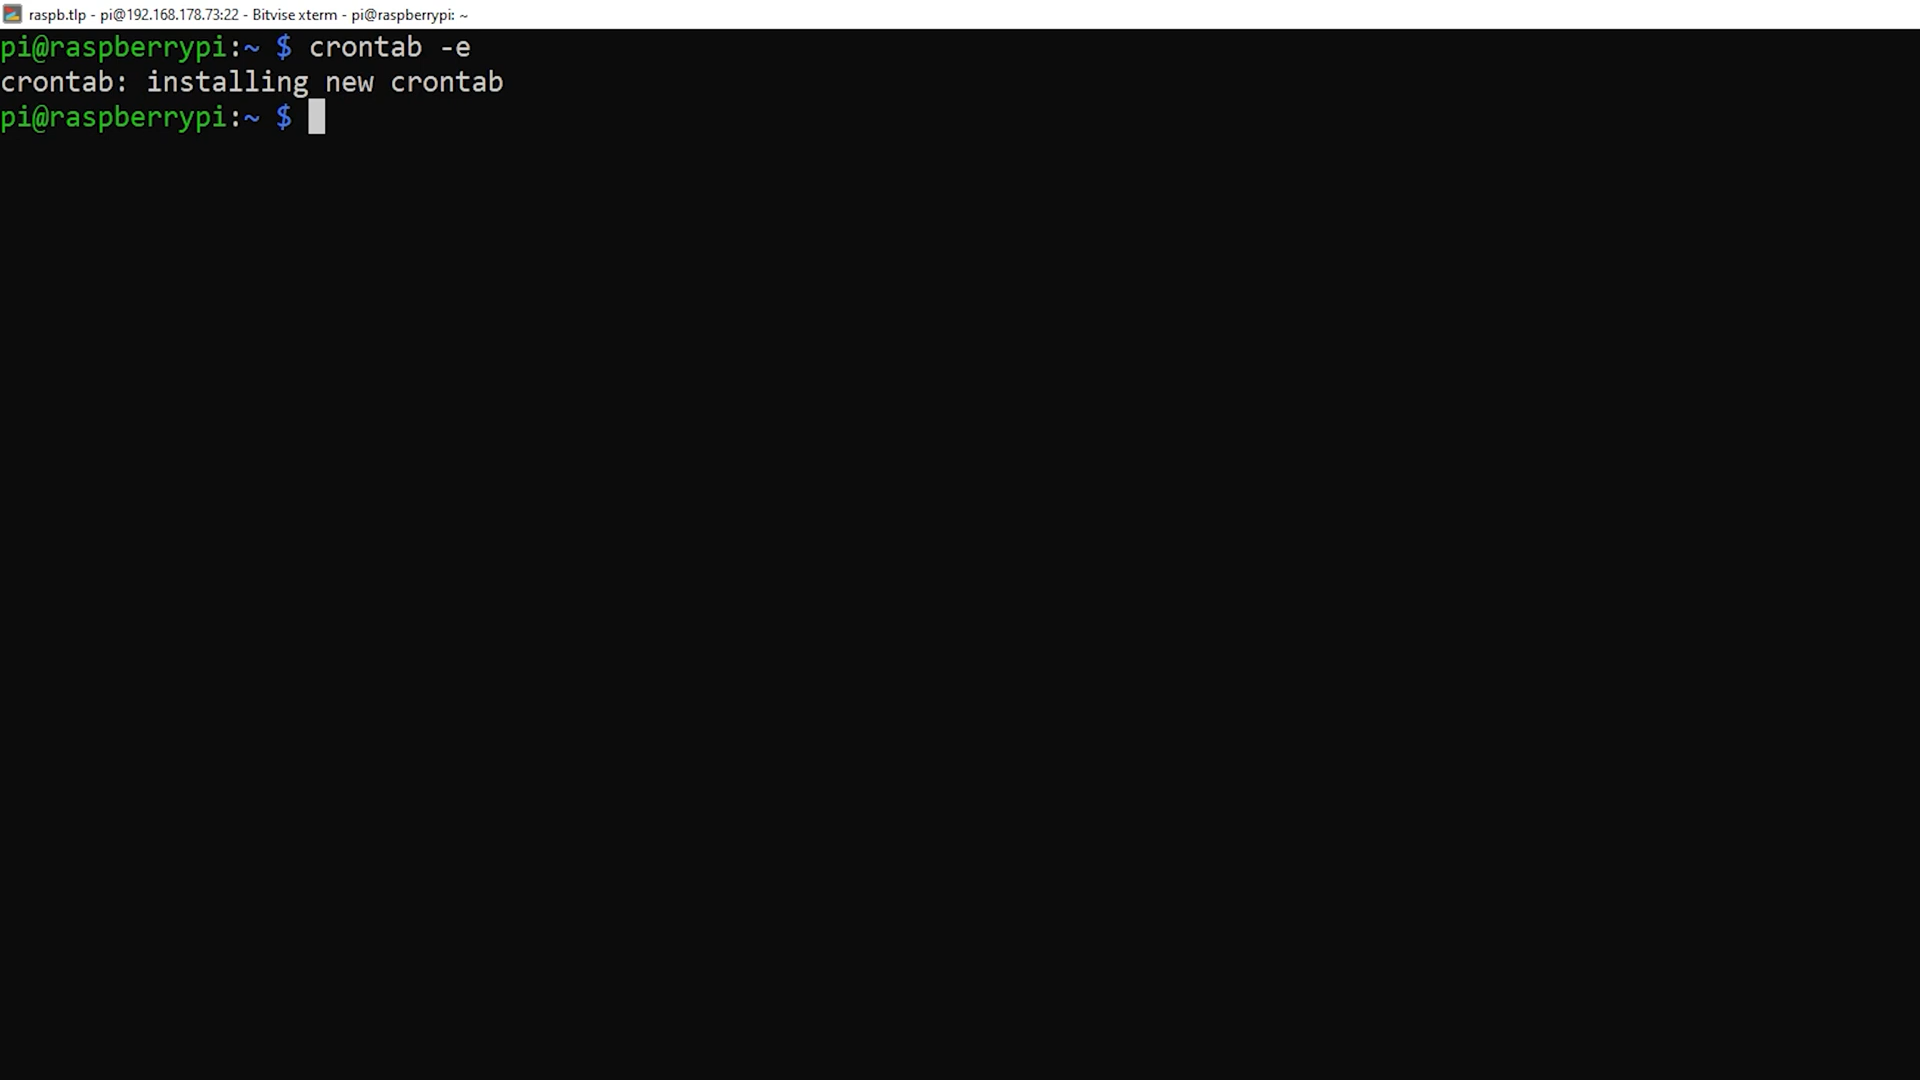 raspb.tlp - pi@192.168.178.73:22 - Bitvise xterm - pi@raspberrypi: ~
pi@raspberrypi:~ $ crontab -e
crontab: installing new crontab
pi@raspberrypi:~ $